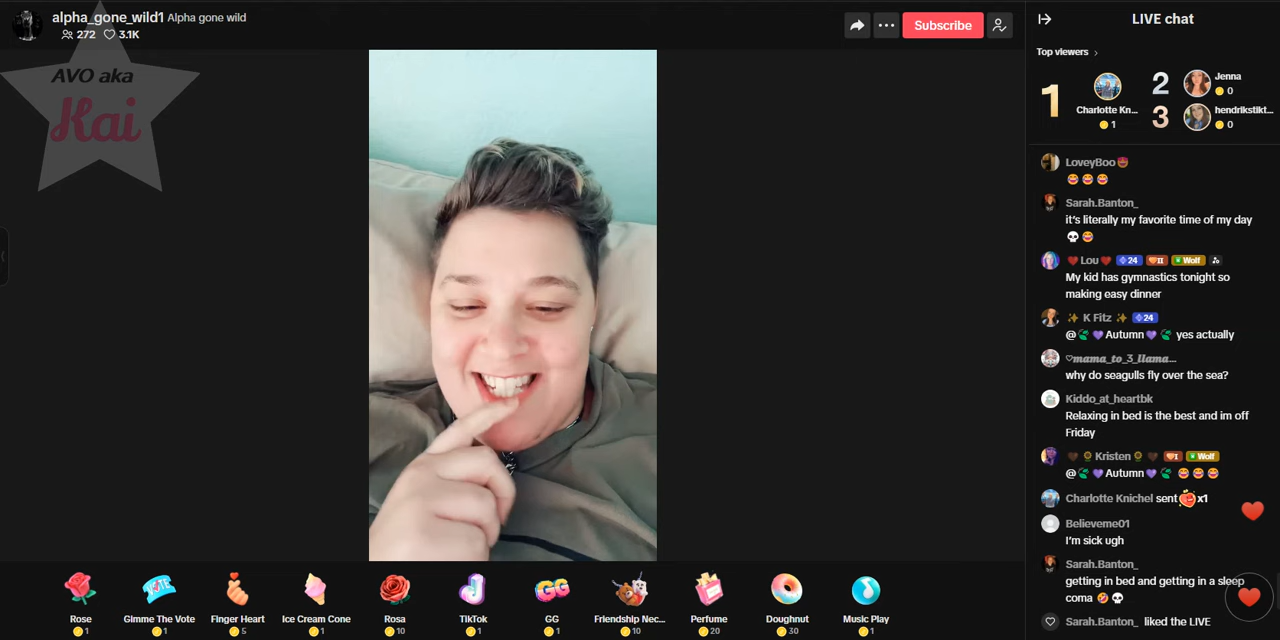 alpha_gone_wild1 Alpha gone wild
272 3.1K
Subscribe
AVO aka
Kai
LIVE chat
Top viewers
1
Charlotte Kn...
1
2
Jenna
0
3
hendrikstikt...
0
LoveyBoo
Sarah.Banton_
it's literally my favorite time of my day
Lou 24 II Wolf
My kid has gymnastics tonight so
making easy dinner
K Fitz 24
@ Autumn yes actually
mama_to_3_llama...
why do seagulls fly over the sea?
Kiddo_at_heartbk
Relaxing in bed is the best and im off
Friday
Kristen I Wolf
@ Autumn
Charlotte Knichel sent x1
Believeme01
I'm sick ugh
Sarah.Banton_
getting in bed and getting in a sleep
coma
Sarah.Banton_ liked the LIVE
VOTE
GG
Rose
GImme The Vote
FInger Heart
Ice Cream Cone
Rosa
TikTok
GG
Friendship Nec...
Perfume
Doughnut
Music Play
1
1
5
1
10
1
1
10
20
30
1